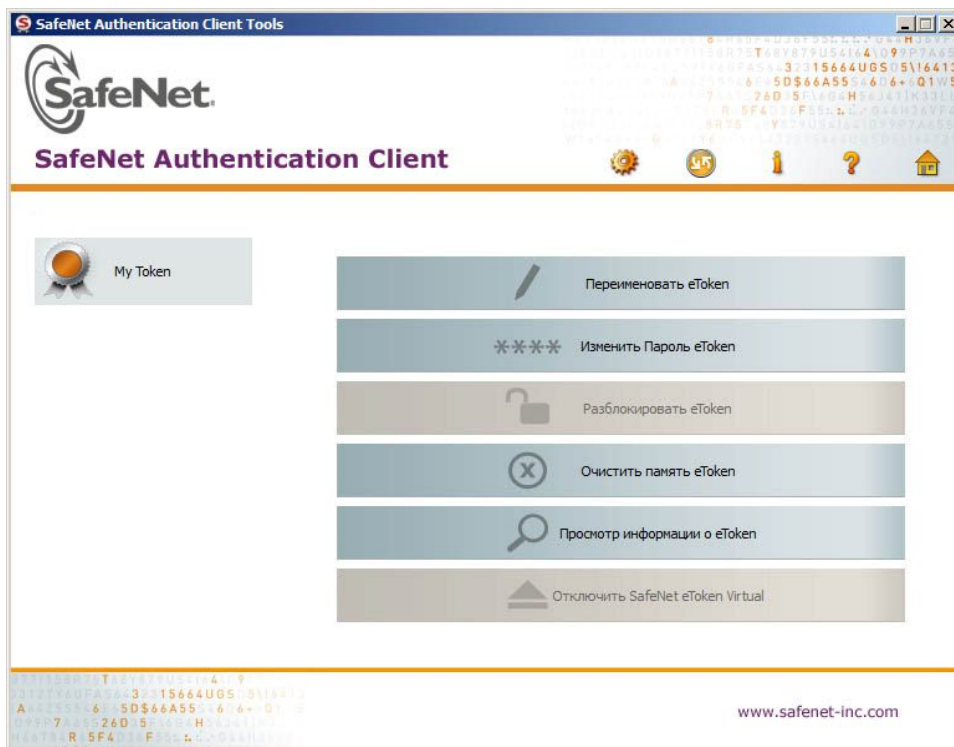 SafeNet Authentication Client Tools
SafeNet.
SafeNet Authentication Client
My Token
Переименовать eToken
**** Изменить Пароль eToken
Разблокировать eToken
Очистить память eToken
Просмотр информации о eToken
Отключить SafeNet eToken Virtual
www.safenet-inc.com